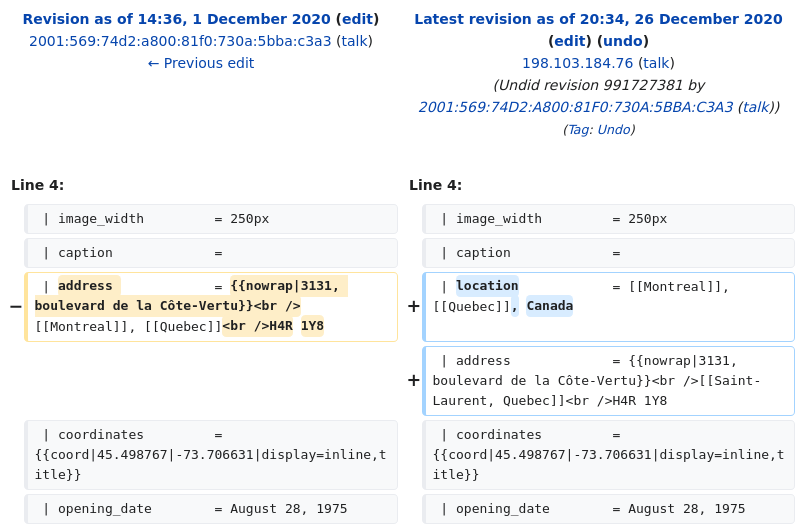 Revision as of 14:36, 1 December 2020 (edit)
2001:569:74d2:a800:81f0:730a:5bba:c3a3 (talk)
← Previous edit
Latest revision as of 20:34, 26 December 2020
(edit) (undo)
198.103.184.76 (talk)
(Undid revision 991727381 by
2001:569:74D2:A800:81F0:730A:5BBA:C3A3 (talk))
(Tag: Undo)
Line 4:
Line 4:
| image_width = 250px
| image_width = 250px
| caption =
| caption =
− | address = {{nowrap|3131,
boulevard de la Côte-Vertu}}<br />
[[Montreal]], [[Quebec]]<br />H4R 1Y8
+ | location = [[Montreal]],
[[Quebec]], Canada
+ | address = {{nowrap|3131,
boulevard de la Côte-Vertu}}<br />[[Saint-
Laurent, Quebec]]<br />H4R 1Y8
| coordinates =
{{coord|45.498767|-73.706631|display=inline,t
itle}}
| coordinates =
{{coord|45.498767|-73.706631|display=inline,t
itle}}
| opening_date = August 28, 1975
| opening_date = August 28, 1975